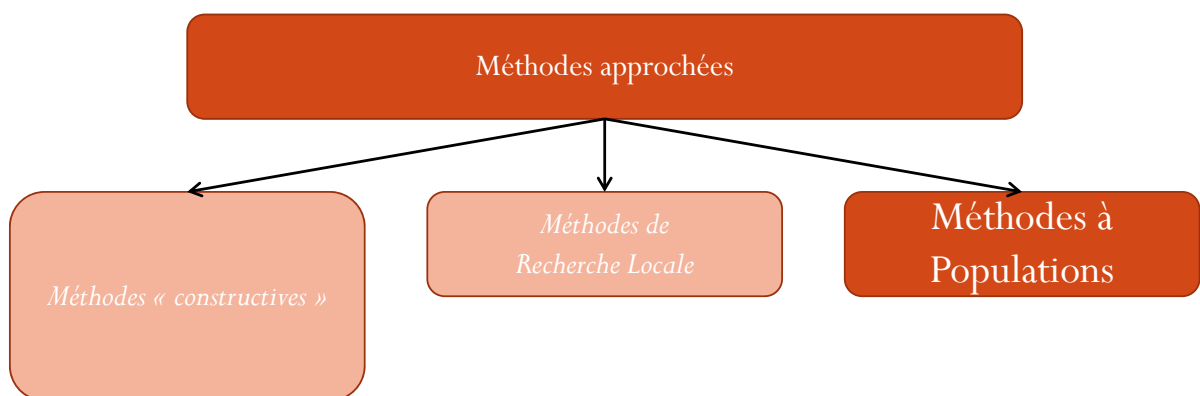 Méthodes approchées
Méthodes « constructives »
Méthodes de
Recherche Locale
Méthodes à
Populations